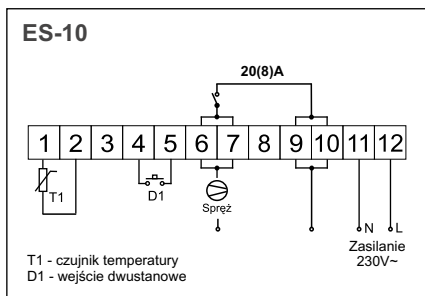 ES-10
20(8)A
1 2 3 4 5 6 7 8 9 10 11 12
T1
D1
Spręż
N
L
Zasilanie
230V~
T1 - czujnik temperatury
D1 - wejście dwustanowe